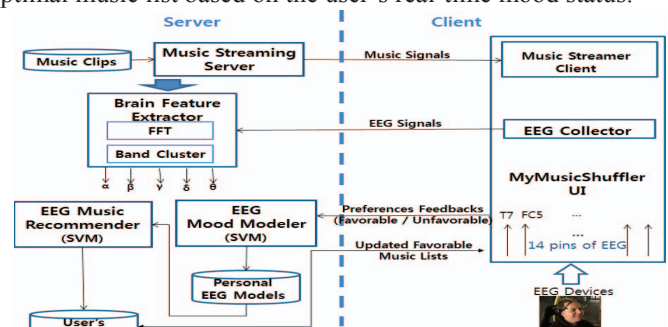 ptimal music list based on the user's real time mood status.
Server
Client
Music Clips
Music Streaming
Server
Music Signals
Music Streamer
Client
Brain Feature
Extractor
FFT
Band Cluster
EEG Signals
EEG Collector
MyMusicShuffler
UI
α β γ δ θ
T7 FC5 ...
...
14 pins of EEG
EEG Music
Recommender
(SVM)
EEG
Mood Modeler
(SVM)
Preferences Feedbacks
(Favorable / Unfavorable)
Updated Favorable
Music Lists
Personal
EEG Models
EEG Devices
User's